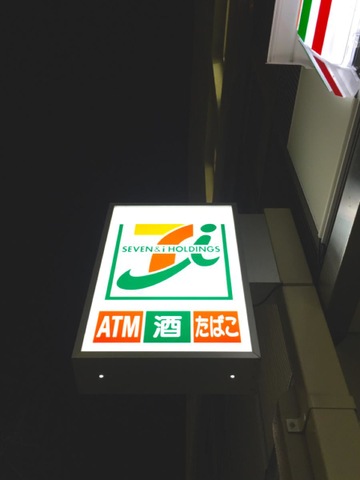 SEVEN & i HOLDINGS
ATM 酒 たばこ